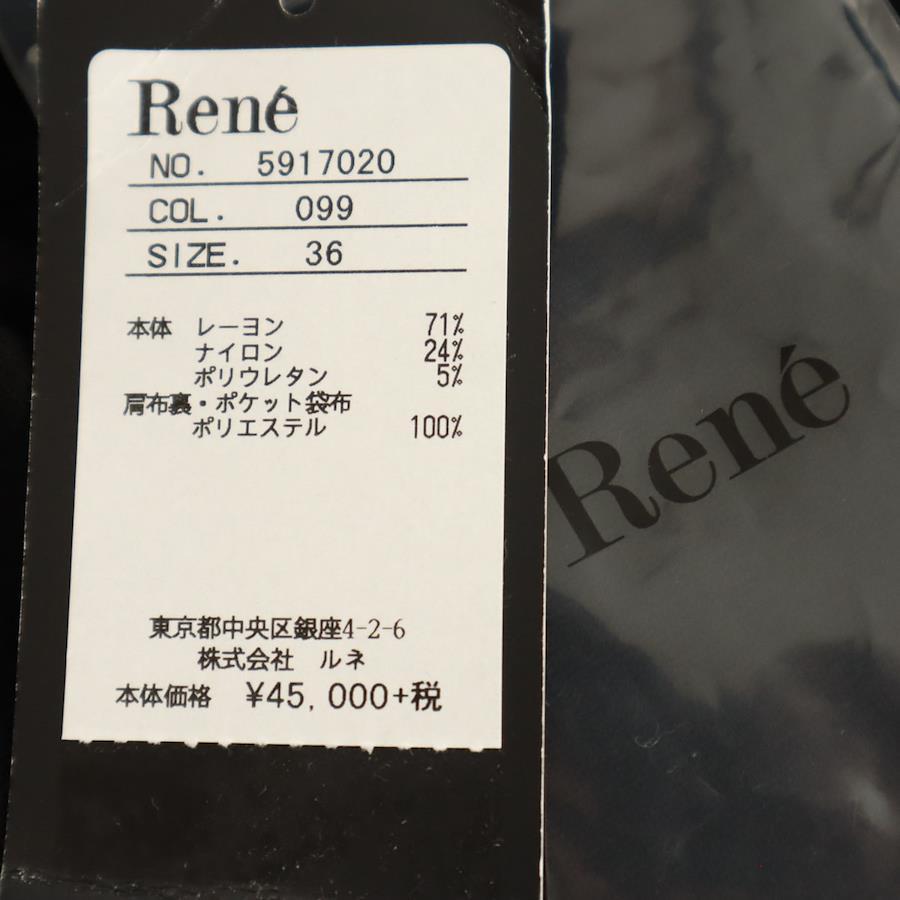 René
NO. 5917020
COL. 099
SIZE. 36
本体 レーヨン 71%
ナイロン 24%
ポリウレタン 5%
肩布裏・ポケット袋布
ポリエステル 100%
東京都中央区銀座4-2-6
株式会社 ルネ
本体価格 ¥45,000+税
René